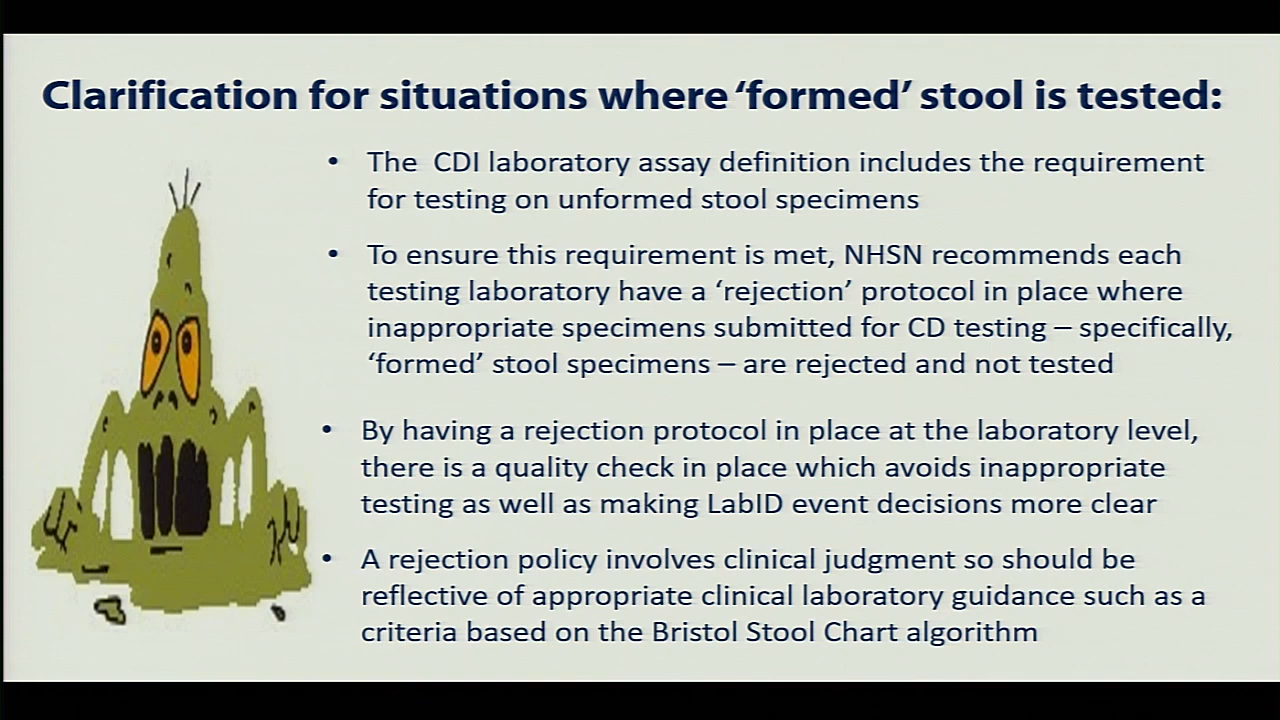 Clarification for situations where ‘formed’ stool is tested:
• The CDI laboratory assay definition includes the requirement
for testing on unformed stool specimens
• To ensure this requirement is met, NHSN recommends each
testing laboratory have a ‘rejection’ protocol in place where
inappropriate specimens submitted for CD testing – specifically,
‘formed’ stool specimens – are rejected and not tested
• By having a rejection protocol in place at the laboratory level,
there is a quality check in place which avoids inappropriate
testing as well as making LabID event decisions more clear
• A rejection policy involves clinical judgment so should be
reflective of appropriate clinical laboratory guidance such as a
criteria based on the Bristol Stool Chart algorithm